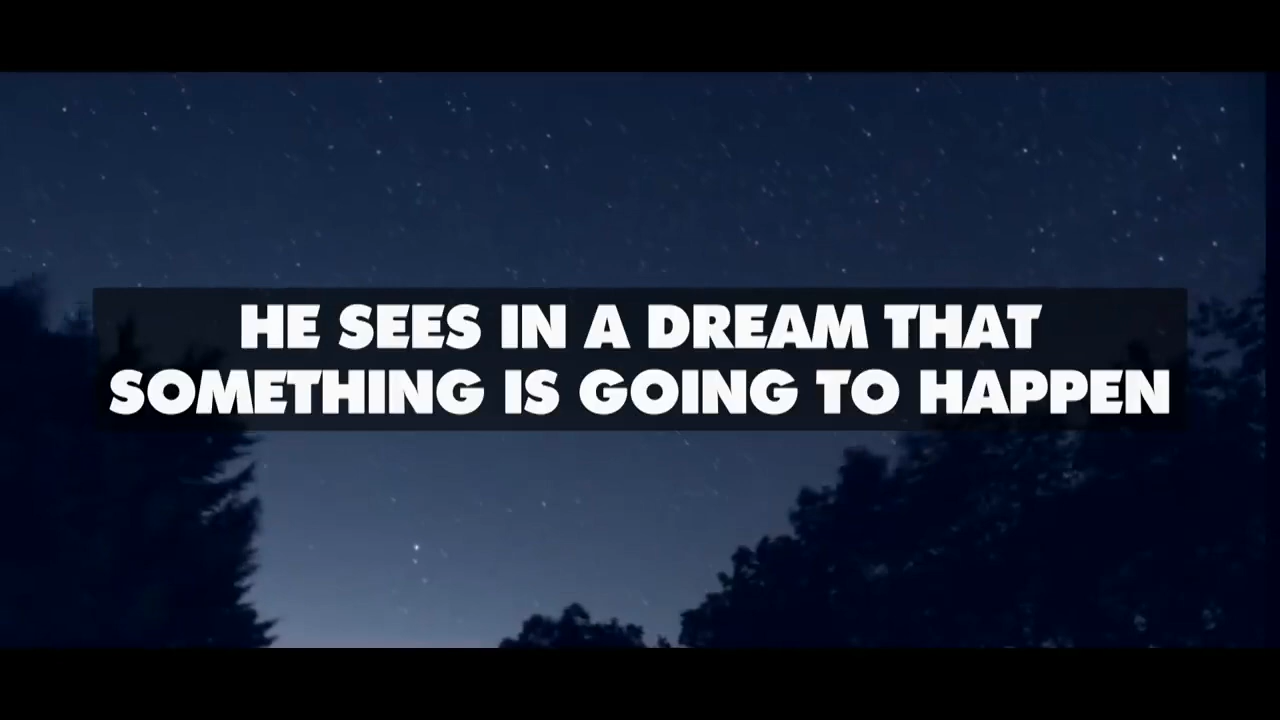 HE SEES IN A DREAM THAT
SOMETHING IS GOING TO HAPPEN